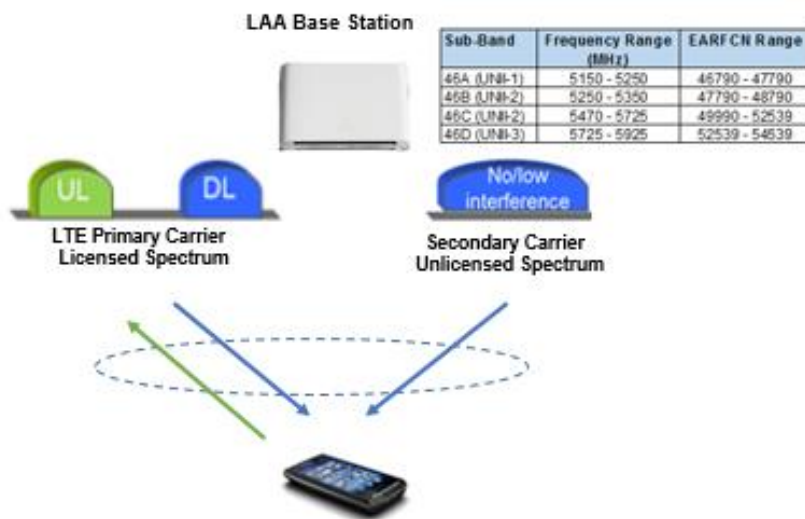 LAA Base Station
Sub-Band Frequency Range (MHz) EARFCN Range
46A (UNII-1) 5150 - 5250 46790 - 47790
46B (UNII-2) 5250 - 5350 47790 - 48790
46C (UNII-2) 5470 - 5725 49990 - 52539
46D (UNII-3) 5725 - 5925 52539 - 54539
UL
DL
No/low
interference
LTE Primary Carrier
Licensed Spectrum
Secondary Carrier
Unlicensed Spectrum